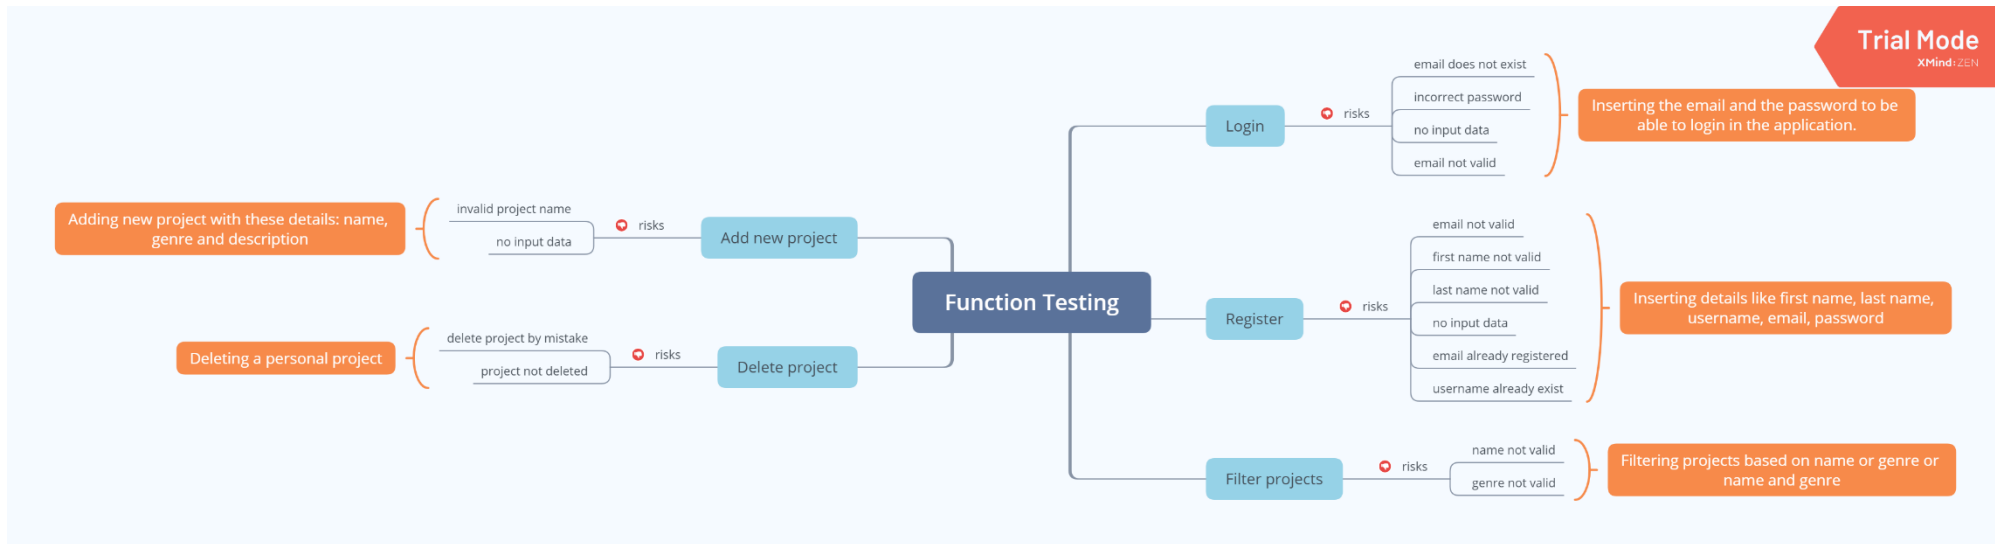 Trial Mode
XMind:ZEN
Function Testing
Login
risks
email does not exist
incorrect password
no input data
email not valid
Inserting the email and the password to be
able to login in the application.
Register
risks
email not valid
first name not valid
last name not valid
no input data
email already registered
username already exist
Inserting details like first name, last name,
username, email, password
Filter projects
risks
name not valid
genre not valid
Filtering projects based on name or genre or
name and genre
Add new project
risks
invalid project name
no input data
Adding new project with these details: name,
genre and description
Delete project
risks
delete project by mistake
project not deleted
Deleting a personal project